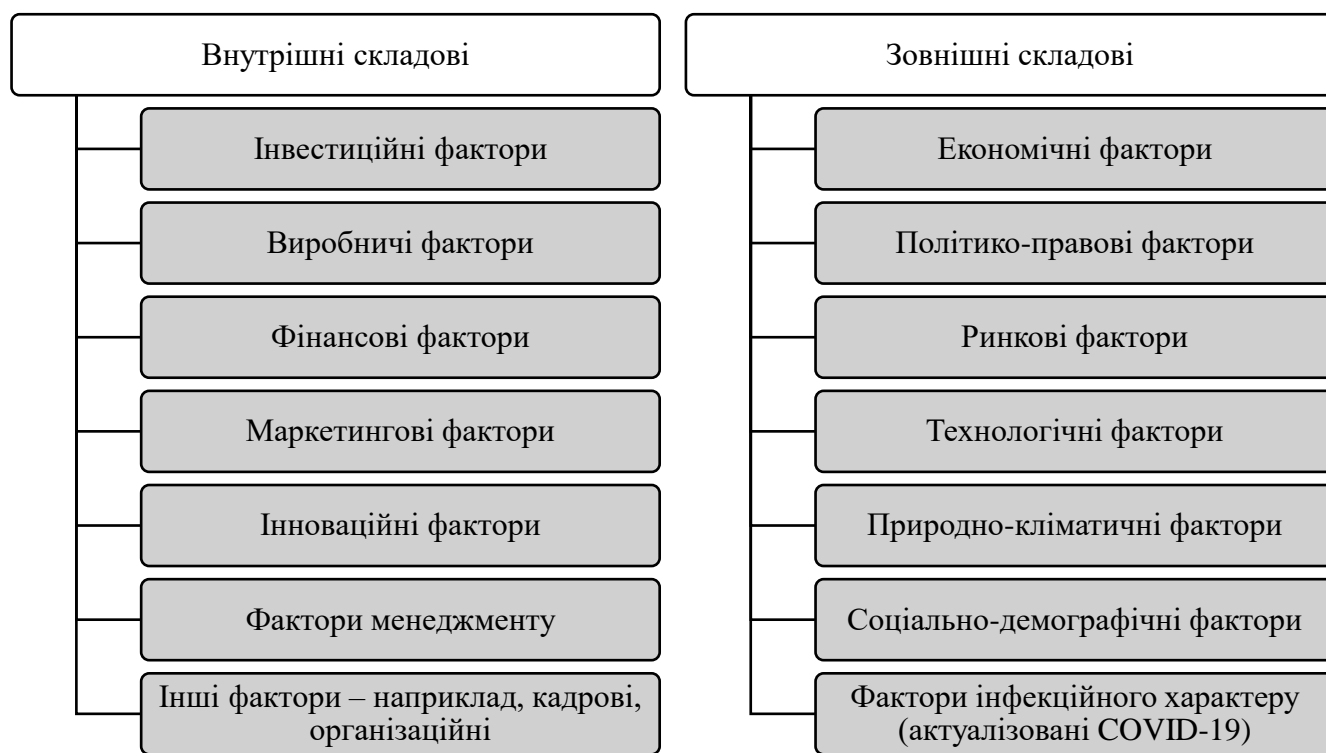 Внутрішні складові
Інвестиційні фактори
Виробничі фактори
Фінансові фактори
Маркетингові фактори
Інноваційні фактори
Фактори менеджменту
Інші фактори – наприклад, кадрові,
організаційні
Зовнішні складові
Економічні фактори
Політико-правові фактори
Ринкові фактори
Технологічні фактори
Природно-кліматичні фактори
Соціально-демографічні фактори
Фактори інфекційного характеру
(актуалізовані COVID-19)